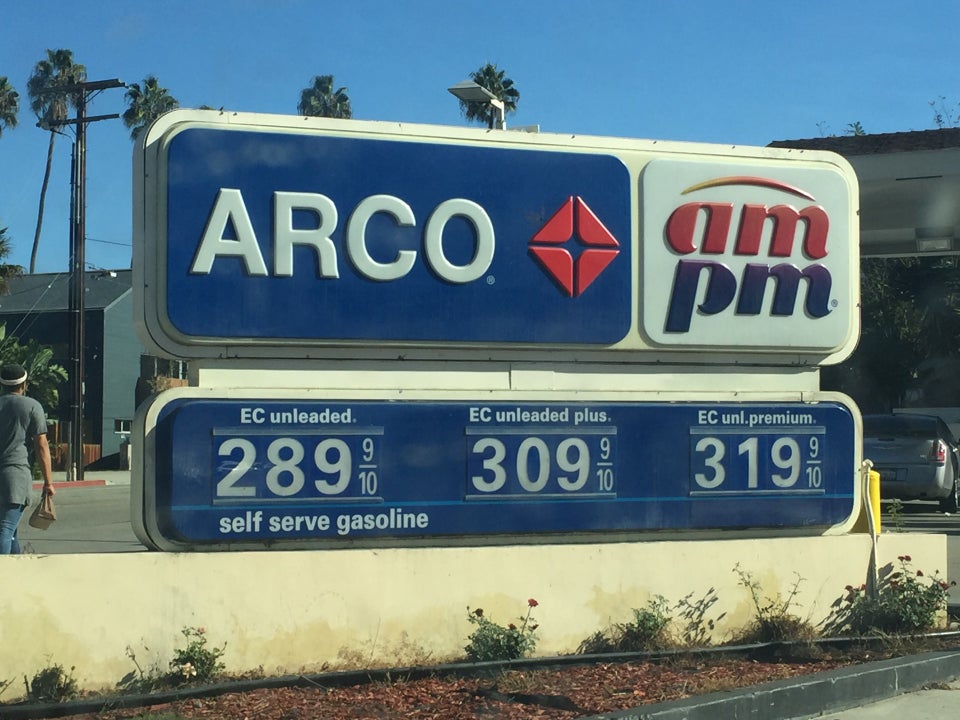 ARCO®
am
pm®
EC unleaded®
289 9/10
EC unleaded plus®
309 9/10
EC unl.premium®
319 9/10
self serve gasoline